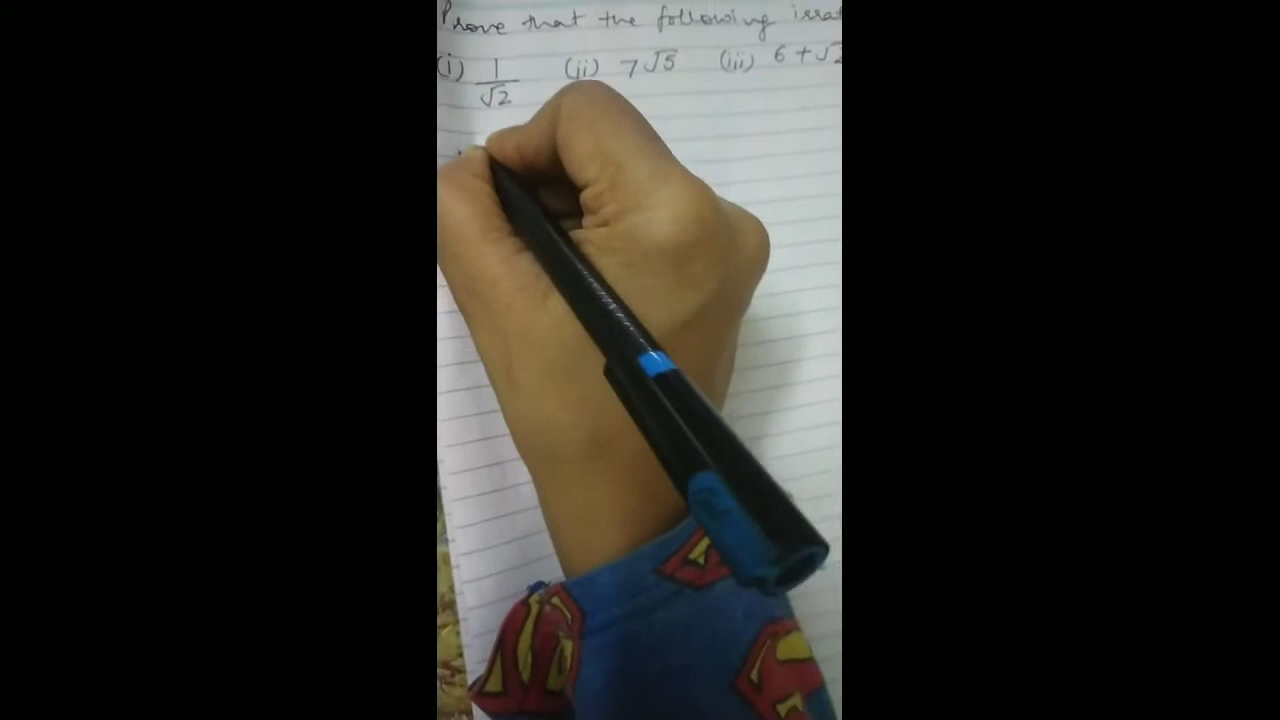 Prove that the following irrat
(i) 1/√2 (ii) 7√5 (iii) 6+√2